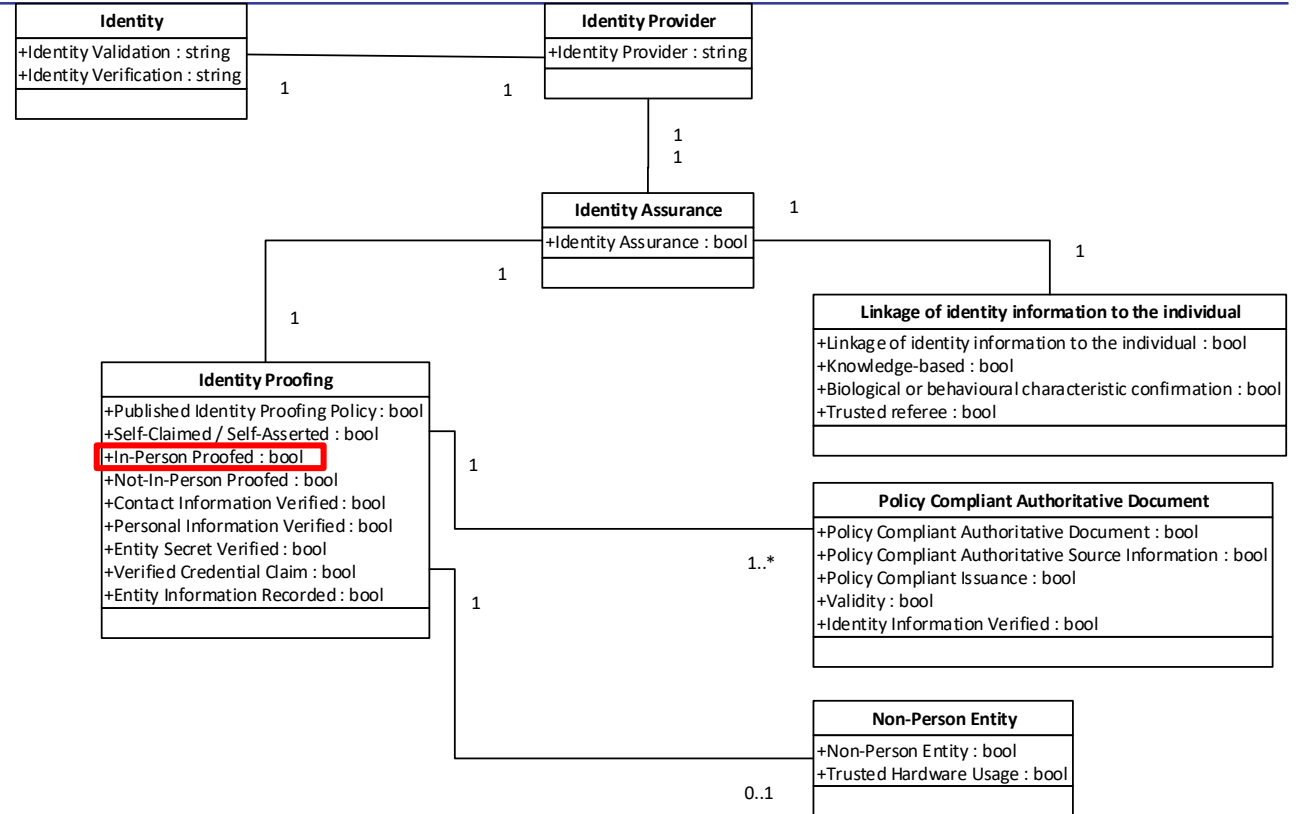 Identity
+Identity Validation : string
+Identity Verification : string
Identity Provider
+Identity Provider : string
1
1
1
1
Identity Assurance
+Identity Assurance : bool
1
1
1
1
Linkage of identity information to the individual
+Linkage of identity information to the individual : bool
+Knowledge-based : bool
+Biological or behavioural characteristic confirmation : bool
+Trusted referee : bool
Identity Proofing
+Published Identity Proofing Policy : bool
+Self-Claimed / Self-Asserted : bool
+In-Person Proofed : bool
+Not-In-Person Proofed : bool
+Contact Information Verified : bool
+Personal Information Verified : bool
+Entity Secret Verified : bool
+Verified Credential Claim : bool
+Entity Information Recorded : bool
1
1..*
1
0..1
Policy Compliant Authoritative Document
+Policy Compliant Authoritative Document : bool
+Policy Compliant Authoritative Source Information : bool
+Policy Compliant Issuance : bool
+Validity : bool
+Identity Information Verified : bool
Non-Person Entity
+Non-Person Entity : bool
+Trusted Hardware Usage : bool